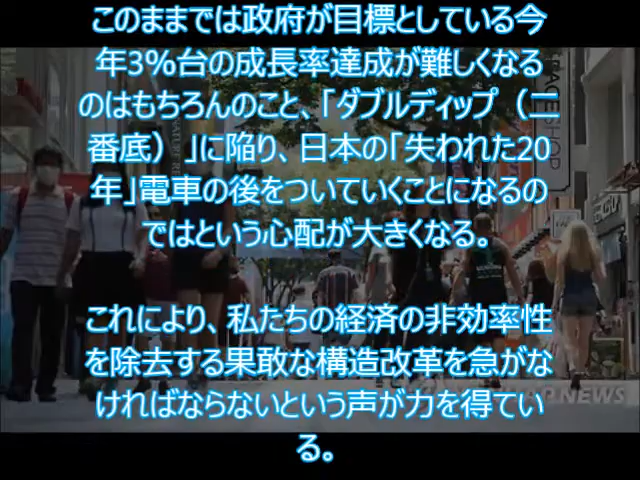 このままでは政府が目標としている今
年3%台の成長率達成が難しくなる
のはもちろんのこと、「ダブルディップ（二
番底）」に陥り、日本の「失われた20
年」電車の後をついていくことになるの
ではという心配が大きくなる。
これにより、私たちの経済の非効率性
を除去する果敢な構造改革を急がな
ければならないという声が力を得てい
る。
NEWS